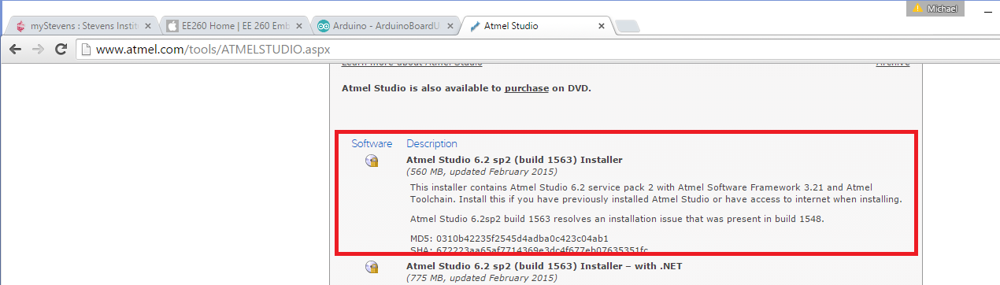 Michael
myStevens : Stevens Instit
EE260 Home | EE 260 Emb
Arduino - ArduinoBoardU
Atmel Studio
www.atmel.com/tools/ATMELSTUDIO.aspx
Learn more about Atmel Studio
Archive
Atmel Studio is also available to purchase on DVD.
Software Description
Atmel Studio 6.2 sp2 (build 1563) Installer
(560 MB, updated February 2015)
This installer contains Atmel Studio 6.2 service pack 2 with Atmel Software Framework 3.21 and Atmel
Toolchain. Install this if you have previously installed Atmel Studio or have access to internet when installing.
Atmel Studio 6.2sp2 build 1563 resolves an installation issue that was present in build 1548.
MD5: 0310b42235f2545d4adba0c423c04ab1
SHA: 672223aa65af7714369e3dc4f677eb07635351fc
Atmel Studio 6.2 sp2 (build 1563) Installer – with .NET
(775 MB, updated February 2015)